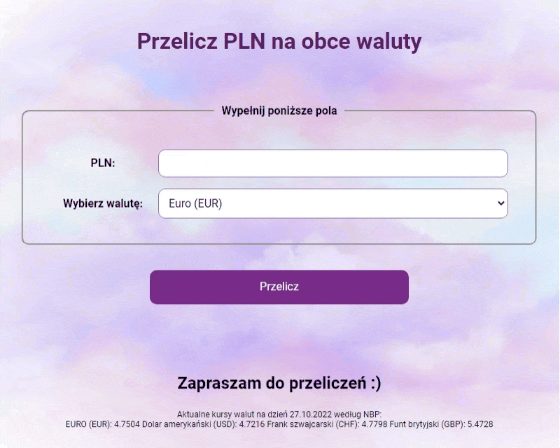 Przelicz PLN na obce waluty
Wypełnij poniższe pola
PLN:
Wybierz walutę:
Euro (EUR)
Przelicz
Zapraszam do przeliczeń :)
Aktualne kursy walut na dzień 27.10.2022 według NBP:
EURO (EUR): 4.7504 Dolar amerykański (USD): 4.7216 Frank szwajcarski (CHF): 4.7798 Funt brytyjski (GBP): 5.4728